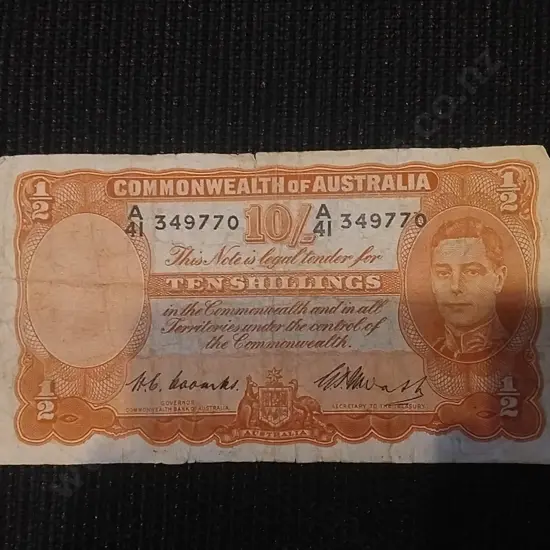 COMMONWEALTH OF AUSTRALIA
1/2
1/2
A/41 349770
10/-
A/41 349770
This Note is legal tender for
TEN SHILLINGS
in the Commonwealth and in all
Territories under the control of
the Commonwealth.
GOVERNOR
COMMONWEALTH BANK OF AUSTRALIA
SECRETARY TO THE TREASURY
1/2
1/2
AUSTRALIA